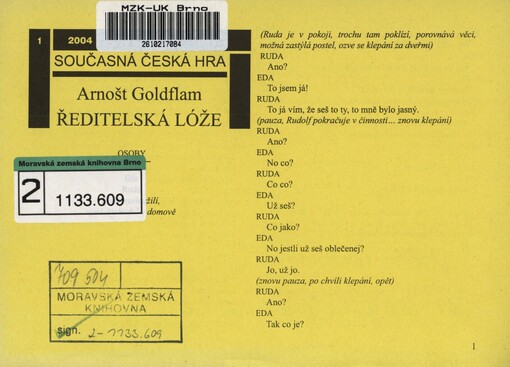 MZK-UK Brno
2610217084
1 2004
SOUČASNÁ ČESKÁ HRA
Arnošt Goldflam
ŘEDITELSKÁ LÓŽE
OSOBY
Moravská zemská knihovna Brno
2
1133.609
žilí,
domově
709 504
MORAVSKÁ ZEMSKÁ
KNIHOVNA
sign. 2-1133.609
(Ruda je v pokoji, trochu tam poklízí, porovnává věci,
možná zastýlá postel, ozve se klepání za dveřmi)
RUDA
Ano?
EDA
To jsem já!
RUDA
To já vím, že seš to ty, to mně bylo jasný.
(pauza, Rudolf pokračuje v činnosti... znovu klepání)
RUDA
Ano?
EDA
No co?
RUDA
Co co?
EDA
Už seš?
RUDA
Co jako?
EDA
No jestli už seš oblečenej?
RUDA
Jo, už jo.
(znovu pauza, po chvíli klepání, opět)
RUDA
Ano?
EDA
Tak co je?
1